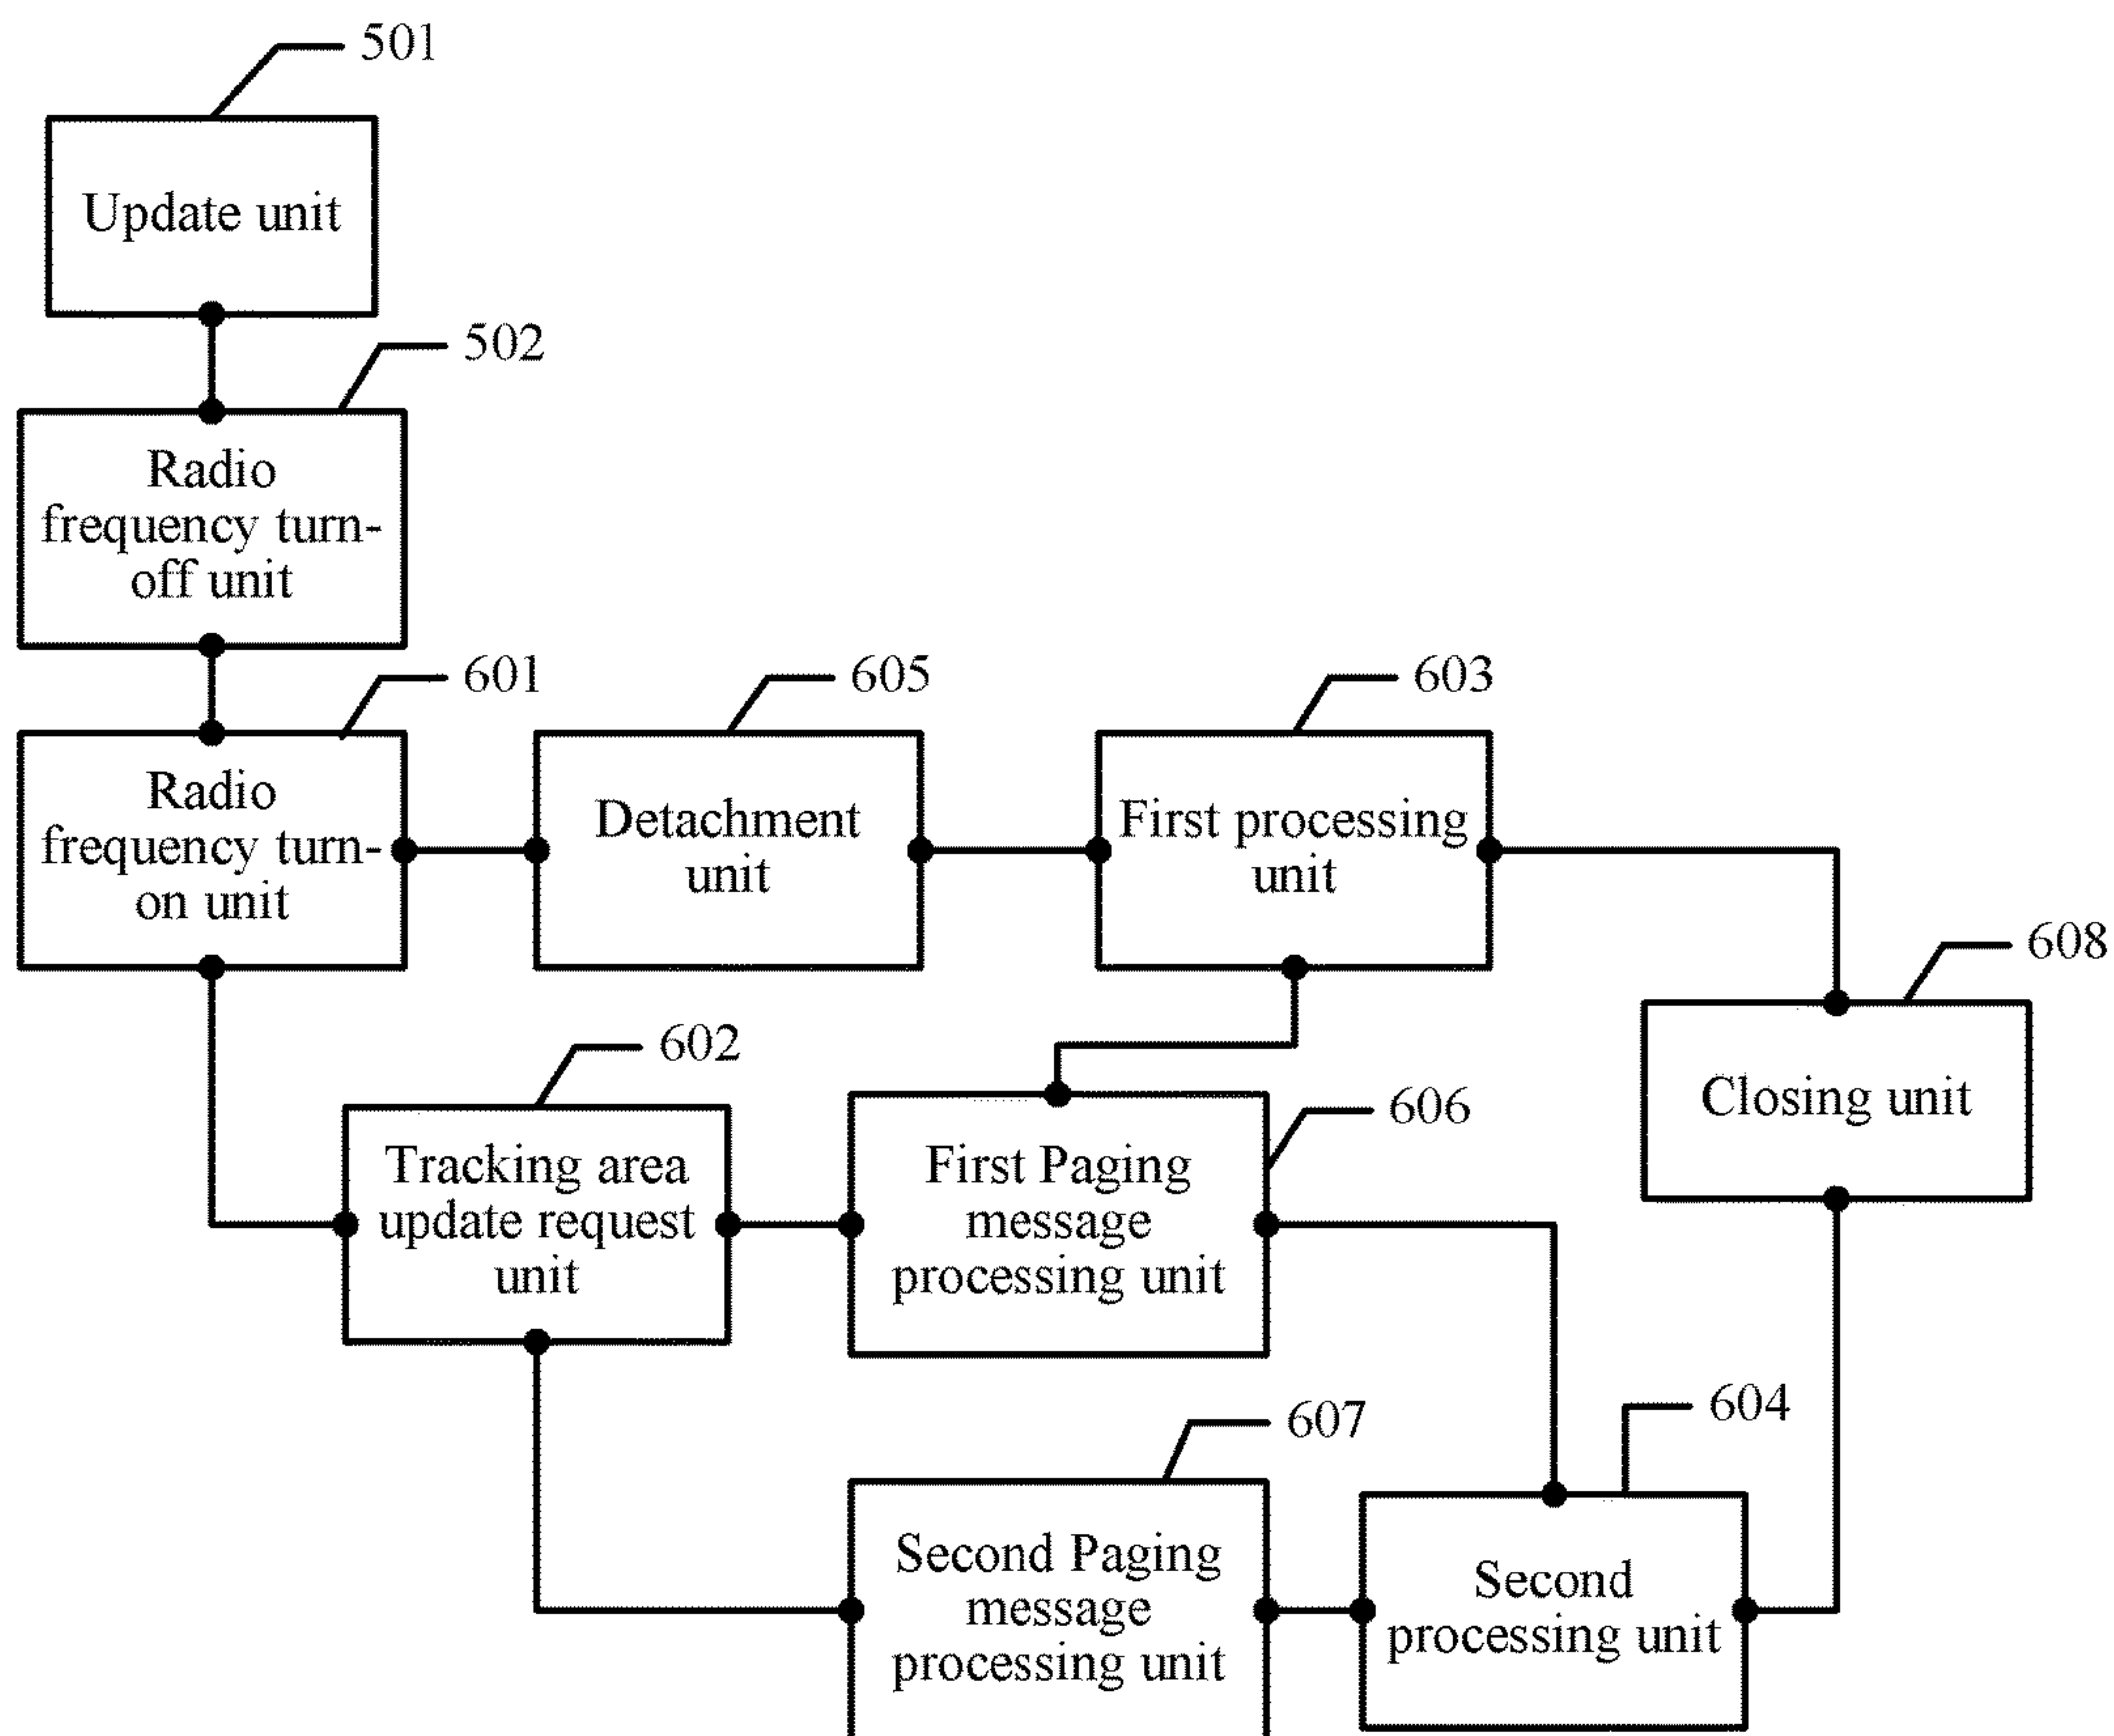 501
Update unit
502
Radio
frequency turn-
off unit
601
605
603
Radio
frequency turn-
on unit
Detachment
unit
First processing
unit
608
602
Closing unit
606
Tracking area
update request
unit
First Paging
message
processing unit
604
607
Second Paging
message
processing unit
Second
processing unit